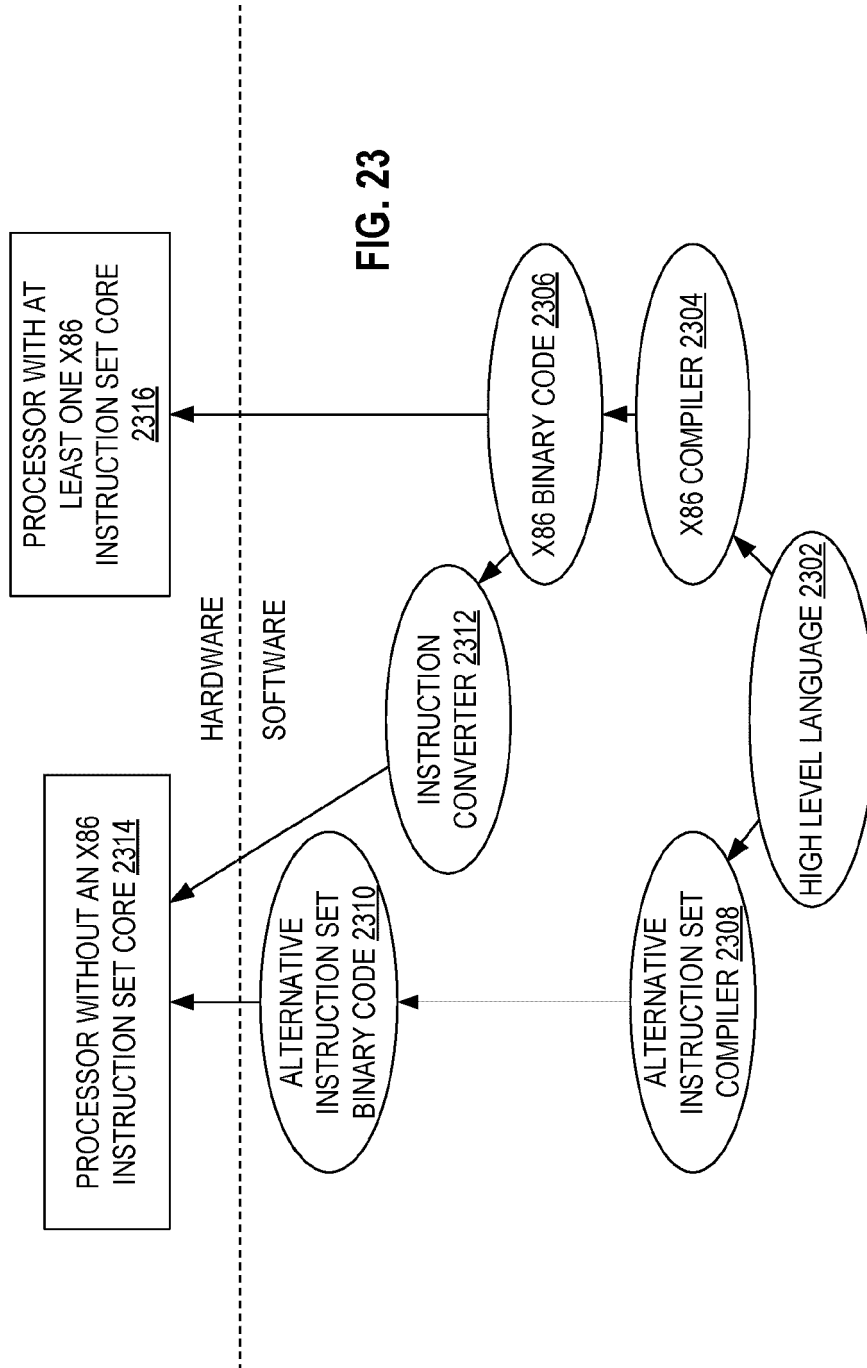 PROCESSOR WITHOUT AN X86
INSTRUCTION SET CORE 2314
PROCESSOR WITH AT
LEAST ONE X86
INSTRUCTION SET CORE
2316
HARDWARE
SOFTWARE
ALTERNATIVE
INSTRUCTION SET
BINARY CODE 2310
INSTRUCTION
CONVERTER 2312
FIG. 23
X86 BINARY CODE 2306
ALTERNATIVE
INSTRUCTION SET
COMPILER 2308
X86 COMPILER 2304
HIGH LEVEL LANGUAGE 2302